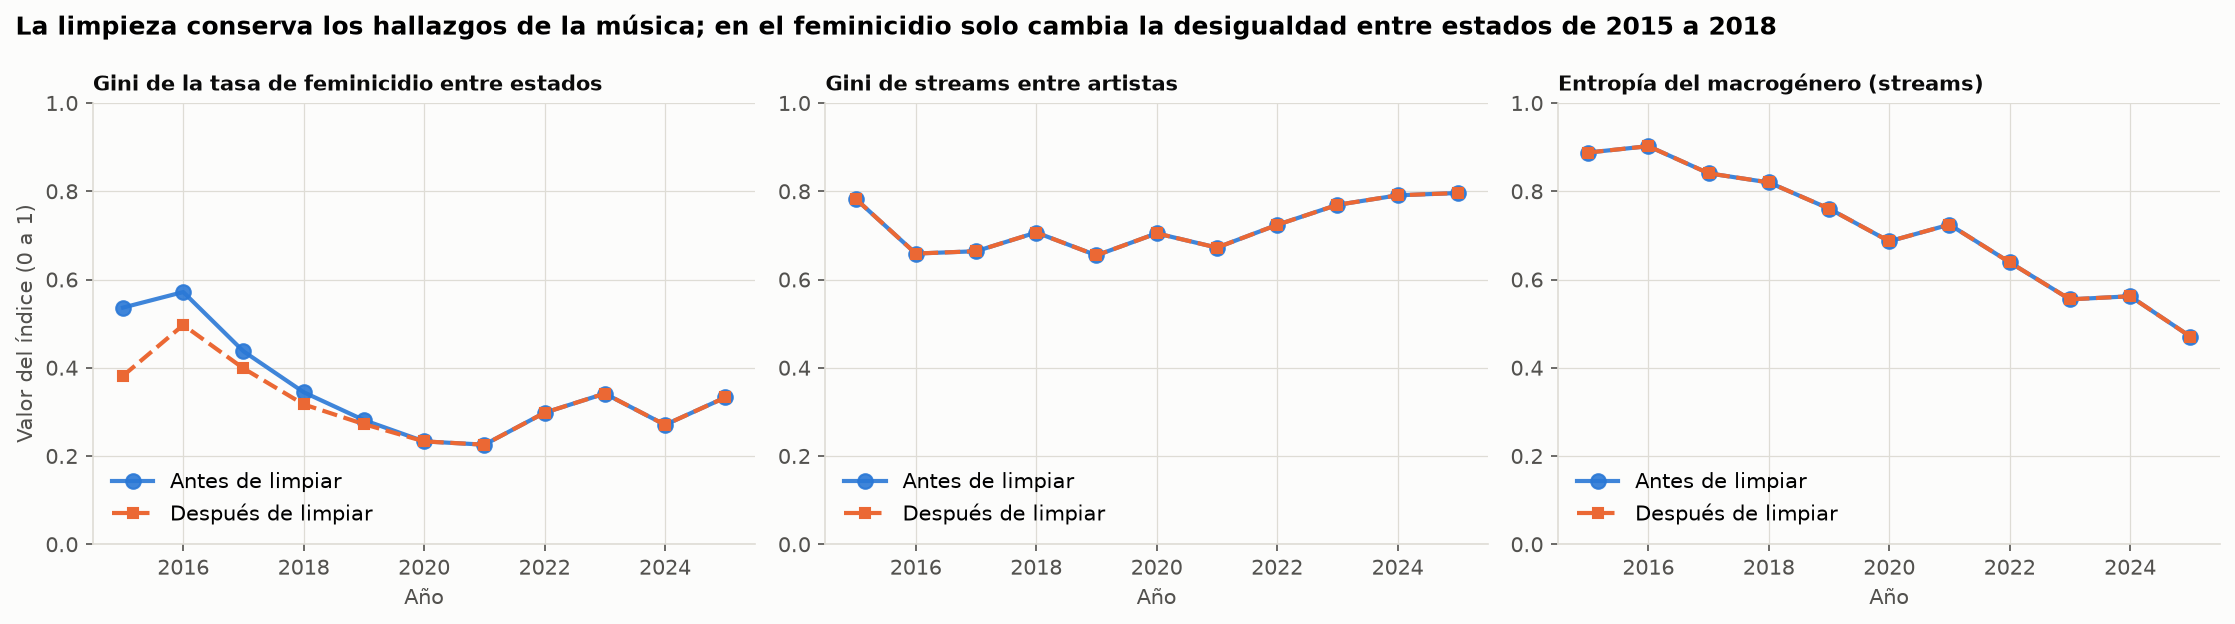 La limpieza conserva los hallazgos de la música; en el feminicidio solo cambia la desigualdad entre estados de 2015 a 2018
Gini de la tasa de feminicidio entre estados
Valor del índice (0 a 1)
1.0
0.8
0.6
0.4
0.2
0.0
Antes de limpiar
Después de limpiar
2016 2018 2020 2022 2024
Año
Gini de streams entre artistas
1.0
0.8
0.6
0.4
0.2
0.0
Antes de limpiar
Después de limpiar
2016 2018 2020 2022 2024
Año
Entropía del macrogénero (streams)
1.0
0.8
0.6
0.4
0.2
0.0
Antes de limpiar
Después de limpiar
2016 2018 2020 2022 2024
Año